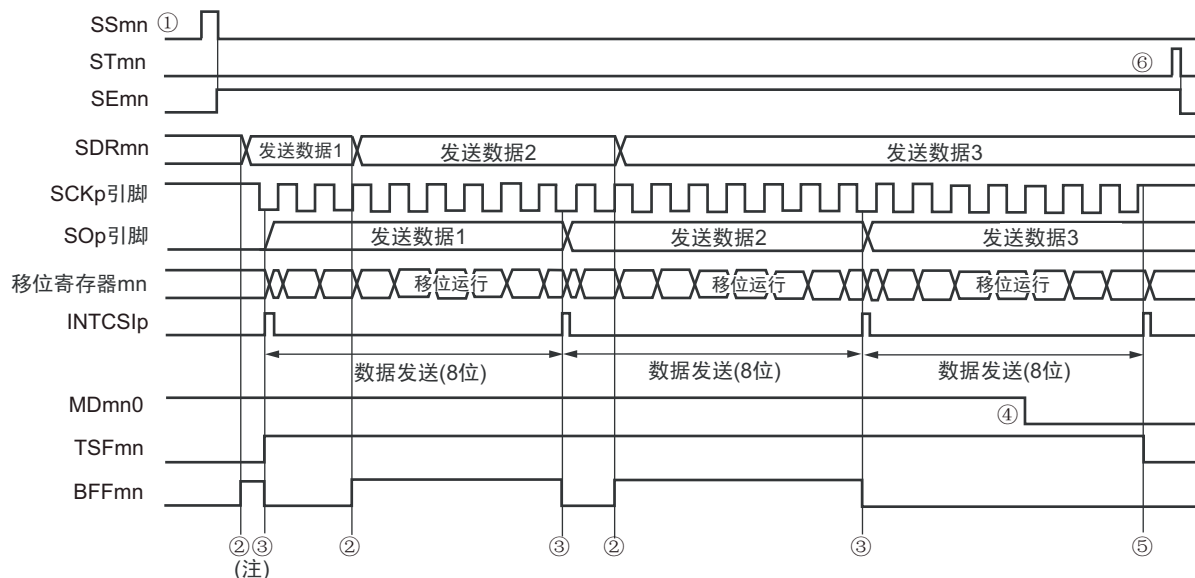 SSmn ①
STmn ⑥
SEmn
SDRmn 发送数据1 发送数据2 发送数据3
SCKp引脚
SOp引脚 发送数据1 发送数据2 发送数据3
移位寄存器mn 移位运行 移位运行 移位运行
INTCSIp
数据发送(8位) 数据发送(8位) 数据发送(8位)
MDmn0 ④
TSFmn
BFFmn
②③ ② ③ ② ③ ⑤
(注)